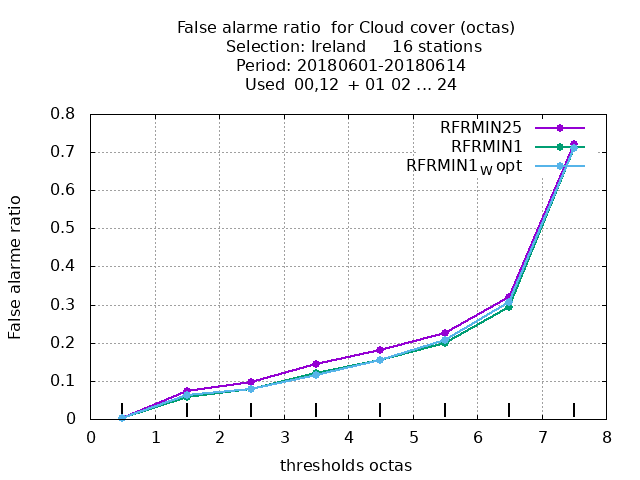 False alarme ratio  for Cloud cover (octas)
Selection: Ireland     16 stations
Period: 20180601-20180614
Used  00,12  + 01 02 ... 24
RFRMIN25
RFRMIN1
RFRMIN1W opt
False alarme ratio
0.8
0.7
0.6
0.5
0.4
0.3
0.2
0.1
0
0 1 2 3 4 5 6 7 8
thresholds octas